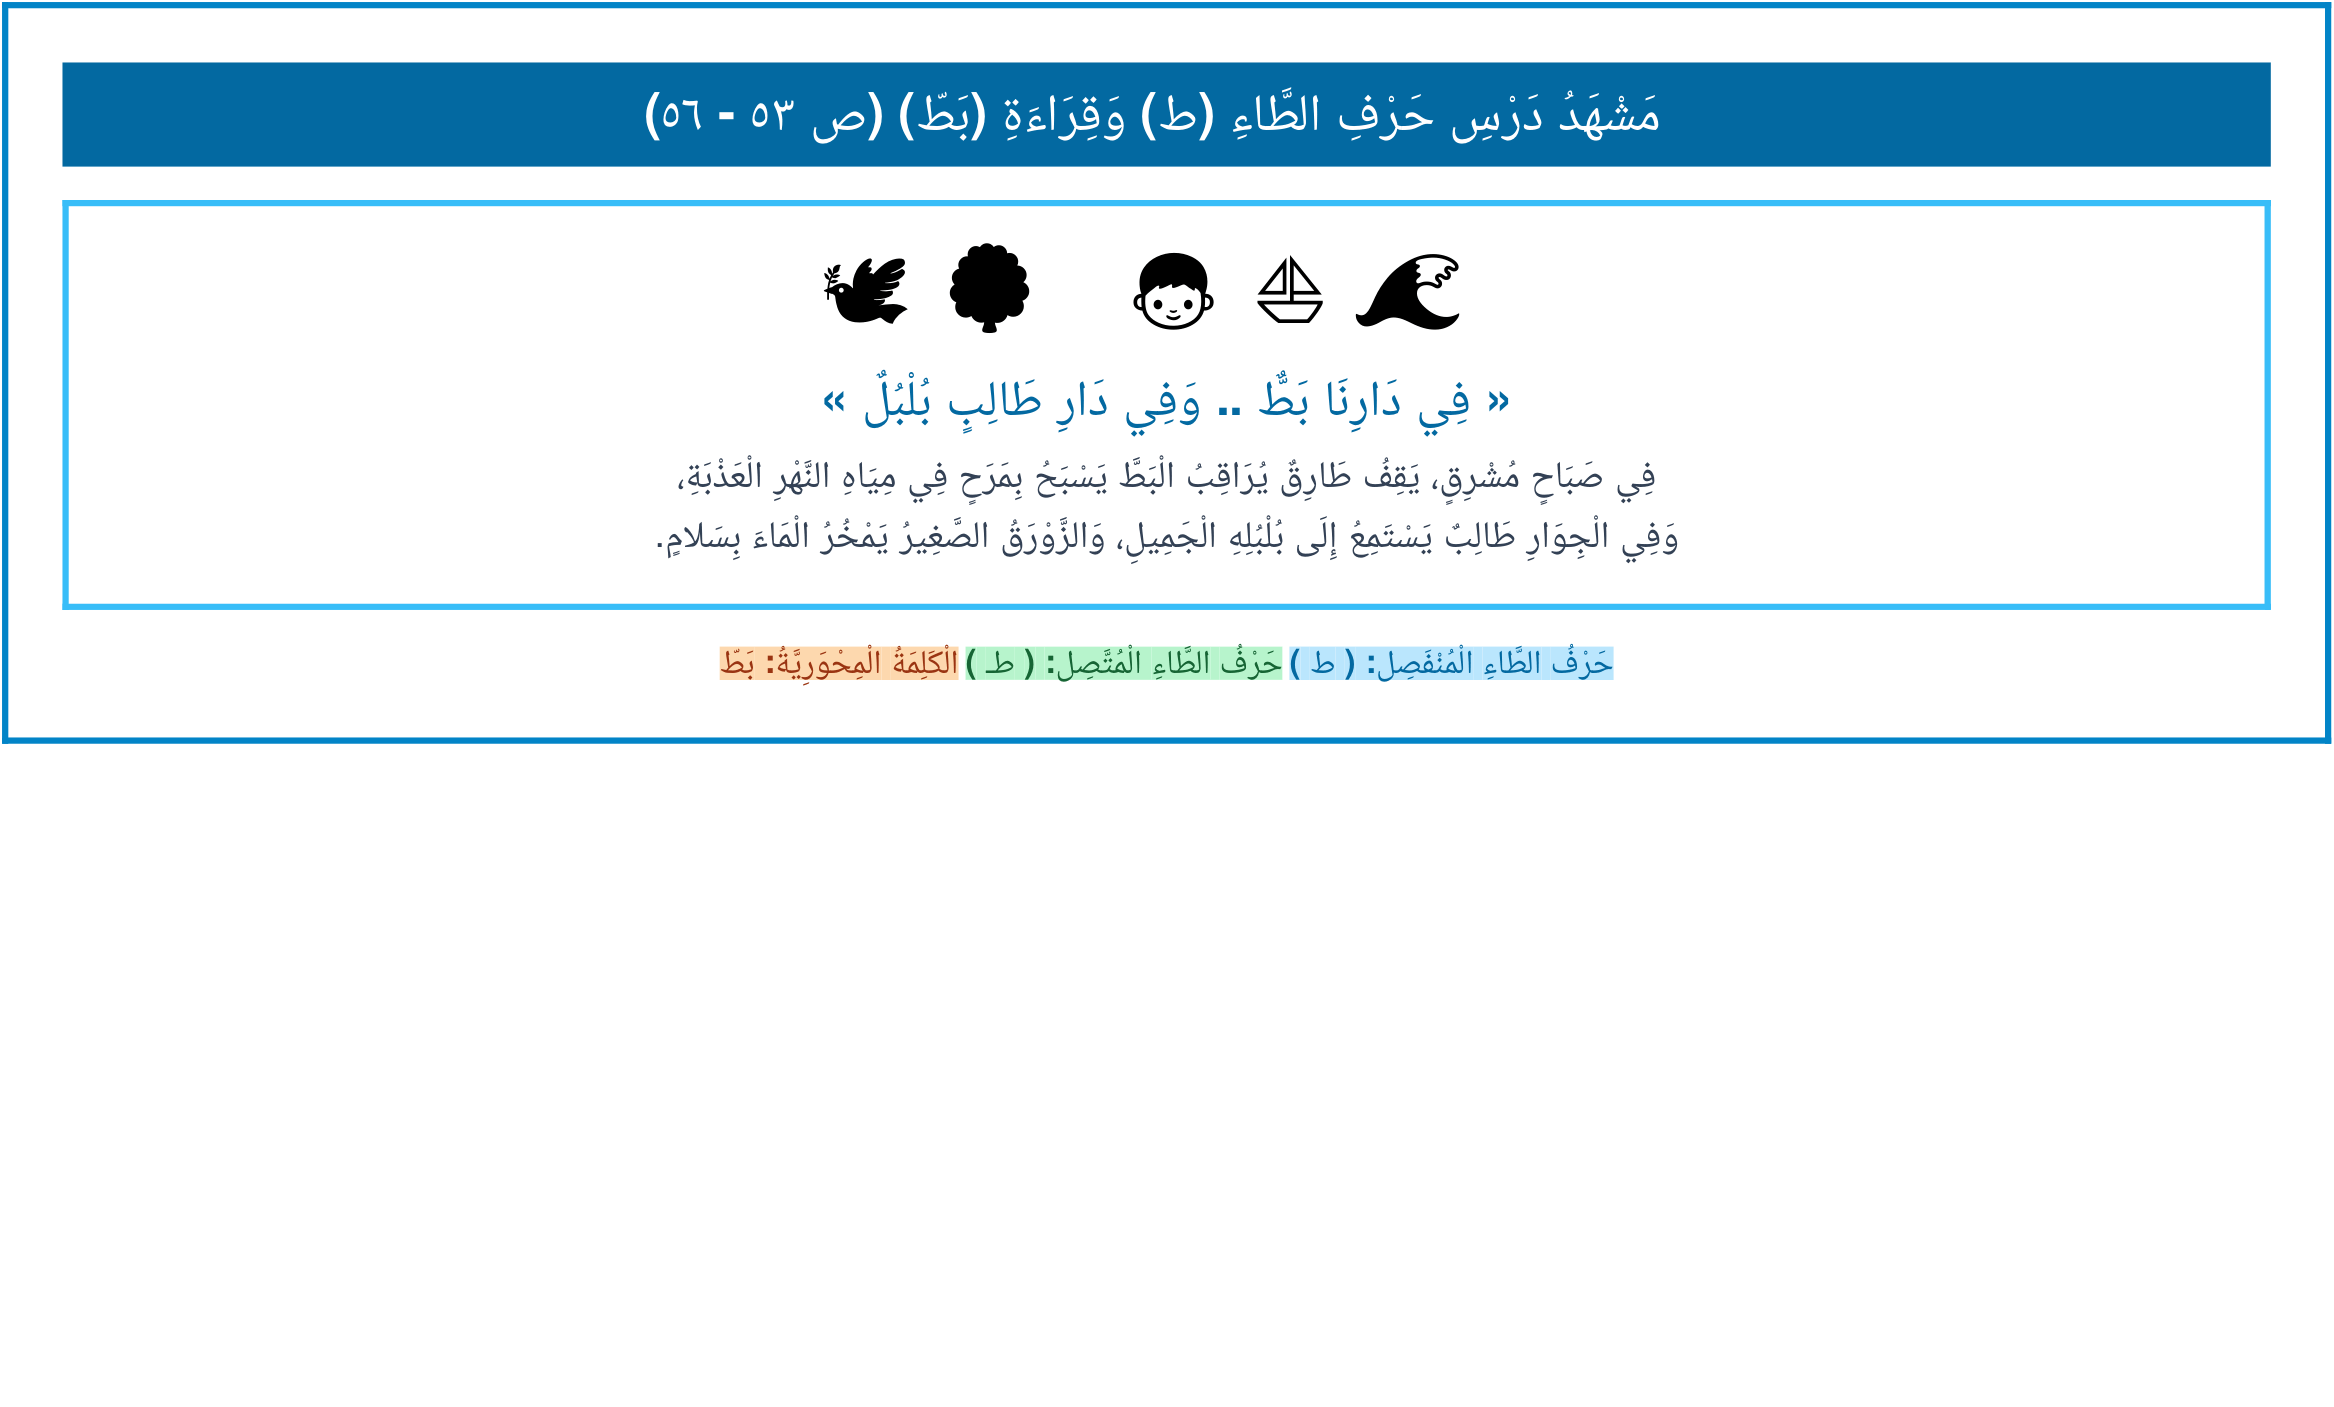 مَشْهَدُ دَرْسِ حَرْفِ الطَّاءِ (ط) وَقِرَاءَةِ (بَطّ) (ص ٥٣ - ٥٦)
« فِي دَارِنَا بَطٌّ .. وَفِي دَارِ طَالِبٍ بُلْبُلٌ »
فِي صَبَاحٍ مُشْرِقٍ، يَقِفُ طَارِقٌ يُرَاقِبُ الْبَطَّ يَسْبَحُ بِمَرَحٍ فِي مِيَاهِ النَّهْرِ الْعَذْبَةِ،
وَفِي الْجِوَارِ طَالِبٌ يَسْتَمِعُ إِلَى بُلْبُلِهِ الْجَمِيلِ، وَالزَّوْرَقُ الصَّغِيرُ يَمْخُرُ الْمَاءَ بِسَلامٍ.
حَرْفُ الطَّاءِ الْمُنْفَصِل: ( ط ) حَرْفُ الطَّاءِ الْمُتَّصِل: ( طـ ) الْكَلِمَةُ الْمِحْوَرِيَّةُ: بَطّ